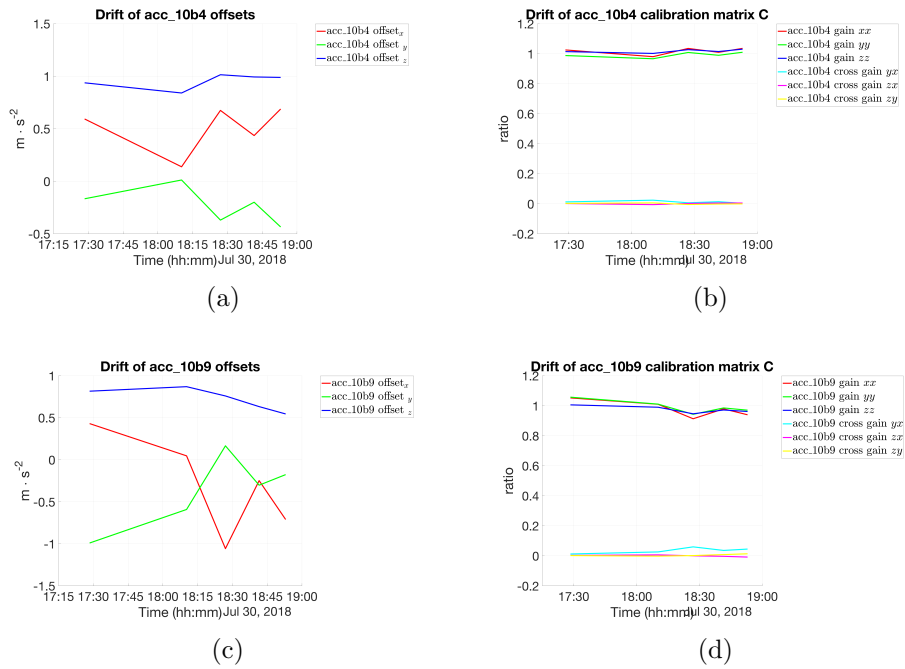 Drift of acc_10b4 offsets
1.5
1
0.5
0
-0.5
m · s⁻²
17:15 17:30 17:45 18:00 18:15 18:30 18:45 19:00
Time (hh:mm) Jul 30, 2018
acc_10b4 offsetₓ
acc_10b4 offset y
acc_10b4 offset z
(a)
Drift of acc_10b4 calibration matrix C
1.2
1
0.8
0.6
0.4
0.2
0
-0.2
ratio
17:30 18:00 18:30 19:00
Time (hh:mm) Jul 30, 2018
acc_10b4 gain xx
acc_10b4 gain yy
acc_10b4 gain zz
acc_10b4 cross gain yx
acc_10b4 cross gain zx
acc_10b4 cross gain zy
(b)
Drift of acc_10b9 offsets
1
0.5
0
-0.5
-1
-1.5
m · s⁻²
17:15 17:30 17:45 18:00 18:15 18:30 18:45 19:00
Time (hh:mm) Jul 30, 2018
acc_10b9 offsetₓ
acc_10b9 offset y
acc_10b9 offset z
(c)
Drift of acc_10b9 calibration matrix C
1.2
1
0.8
0.6
0.4
0.2
0
-0.2
ratio
17:30 18:00 18:30 19:00
Time (hh:mm) Jul 30, 2018
acc_10b9 gain xx
acc_10b9 gain yy
acc_10b9 gain zz
acc_10b9 cross gain yx
acc_10b9 cross gain zx
acc_10b9 cross gain zy
(d)